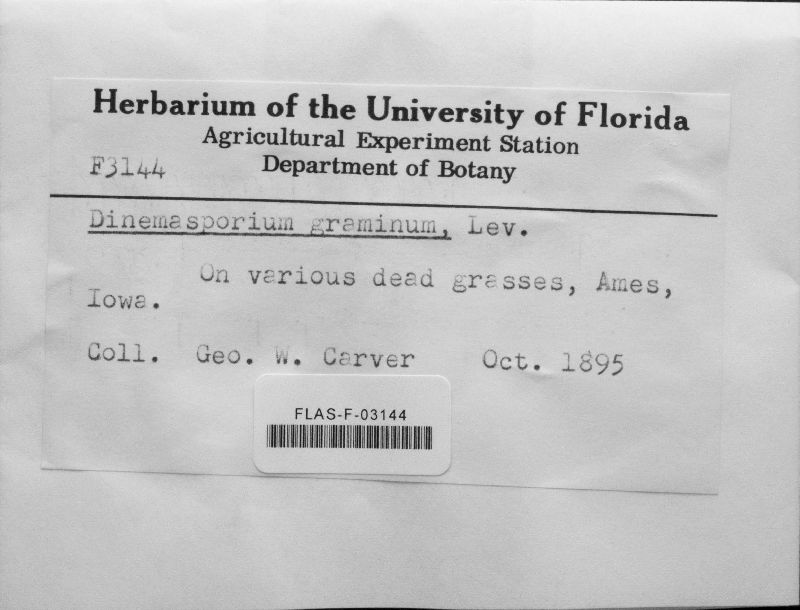 Herbarium of the University of Florida
Agricultural Experiment Station
Department of Botany
F3144
Dinemasporium graminum, Lev.
On various dead grasses, Ames,
Iowa.
Coll. Geo. W. Carver Oct. 1895
FLAS-F-03144